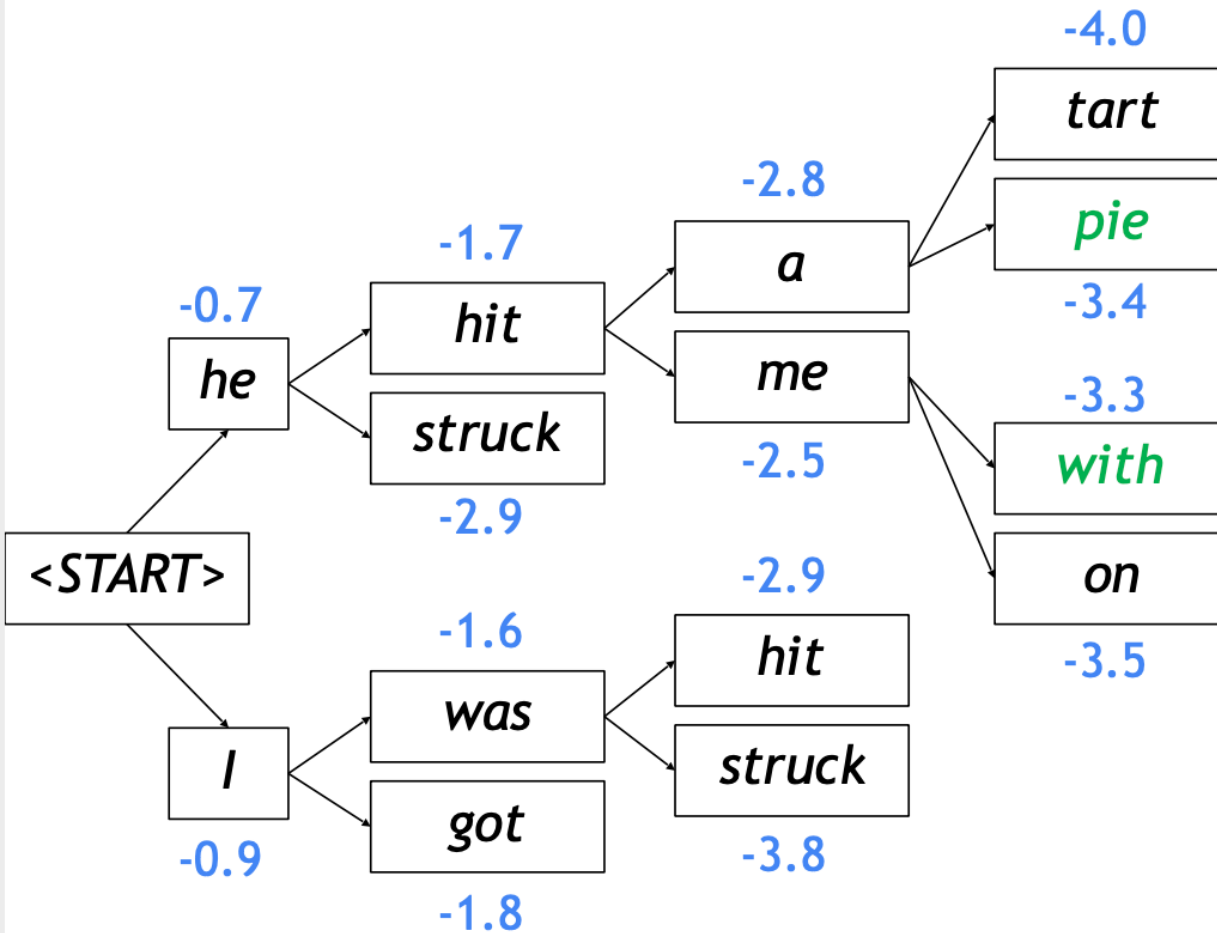 -4.0
tart
-2.8
pie
-1.7
a
-3.4
-0.7
hit
me
-3.3
he
struck
-2.5
with
-2.9
<START>
-2.9
on
-1.6
hit
-3.5
was
I
struck
got
-0.9
-3.8
-1.8